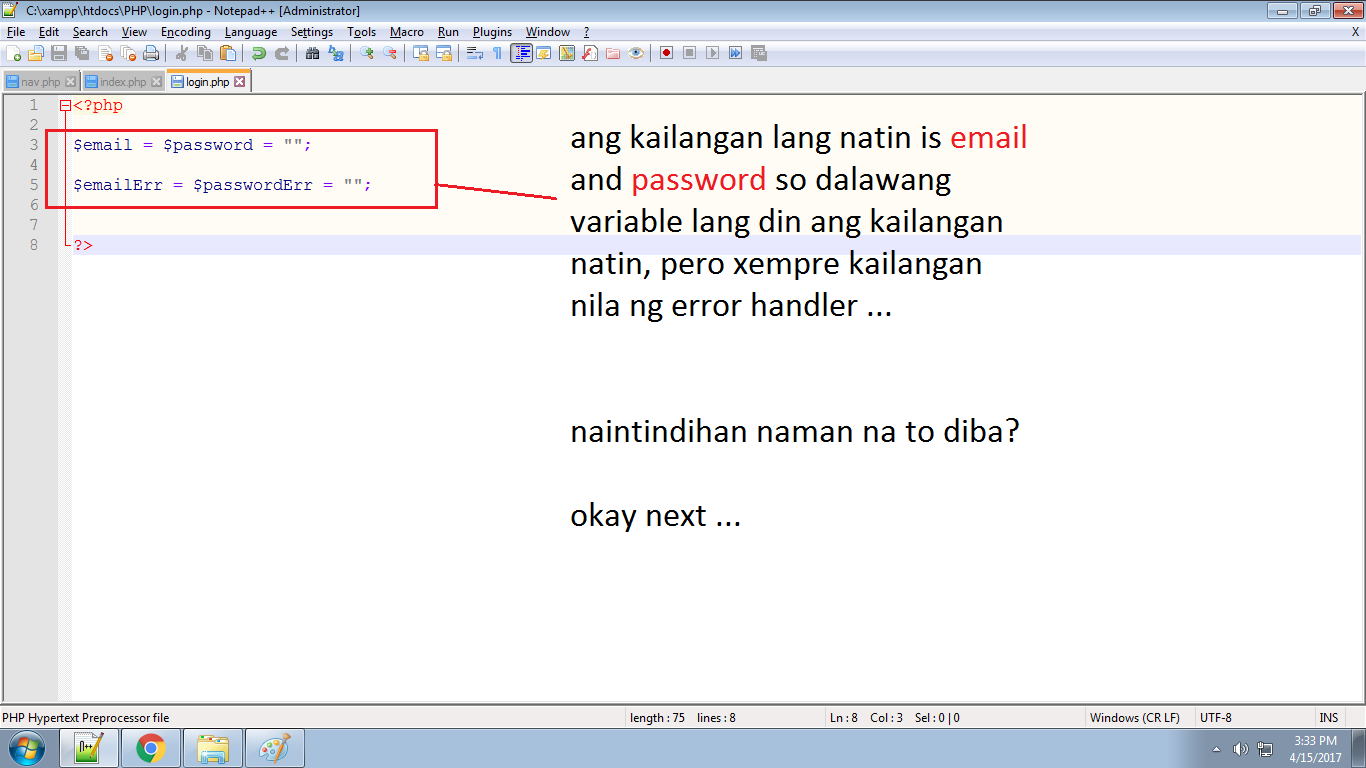 C:\xampp\htdocs\PHP\login.php - Notepad++ [Administrator]
File Edit Search View Encoding Language Settings Tools Macro Run Plugins Window ? X
nav.php index.php login.php
1 <?php
2
3 $email = $password = "";
4
5 $emailErr = $passwordErr = "";
6
7
8 ?>
ang kailangan lang natin is email
and password so dalawang
variable lang din ang kailangan
natin, pero xempre kailangan
nila ng error handler ...
naintindihan naman na to diba?
okay next ...
PHP Hypertext Preprocessor file length : 75 lines : 8 Ln : 8 Col : 3 Sel : 0 | 0 Windows (CR LF) UTF-8 INS
3:33 PM
4/15/2017